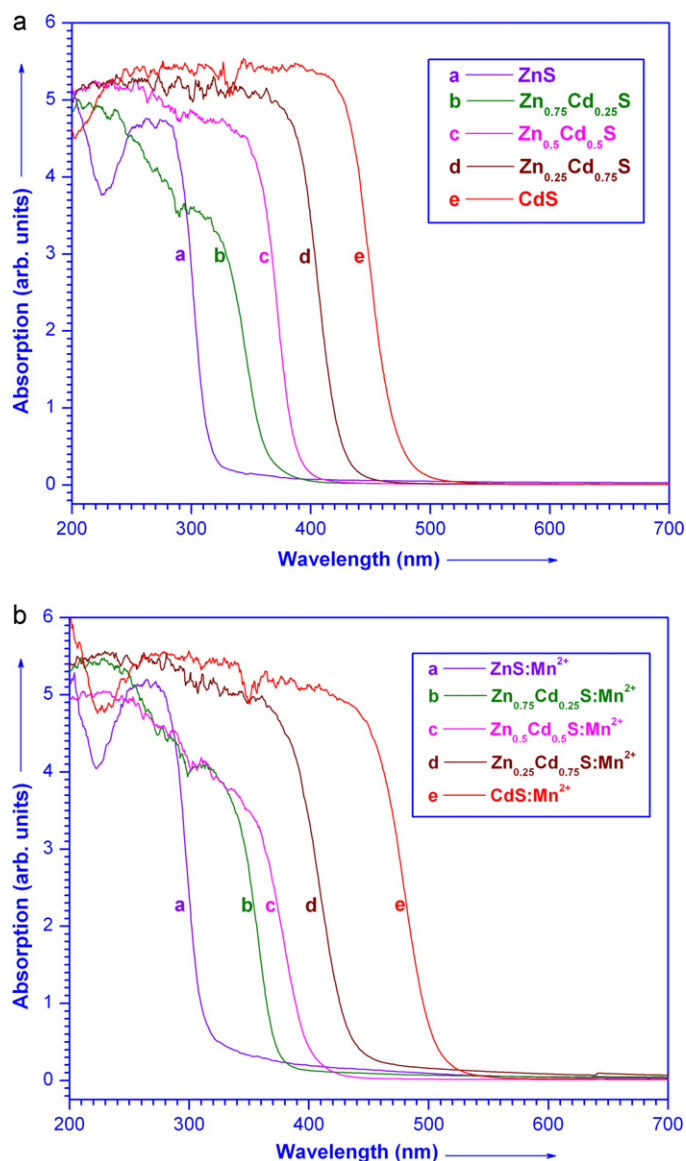 a
6
5
4
3
2
1
0
Absorption (arb. units)
a ZnS
b Zn0.75Cd0.25S
c Zn0.5Cd0.5S
d Zn0.25Cd0.75S
e CdS
a b c d e
200 300 400 500 600 700
Wavelength (nm)
b
6
5
4
3
2
1
0
Absorption (arb. units)
a ZnS:Mn2+
b Zn0.75Cd0.25S:Mn2+
c Zn0.5Cd0.5S:Mn2+
d Zn0.25Cd0.75S:Mn2+
e CdS:Mn2+
a b c d e
200 300 400 500 600 700
Wavelength (nm)